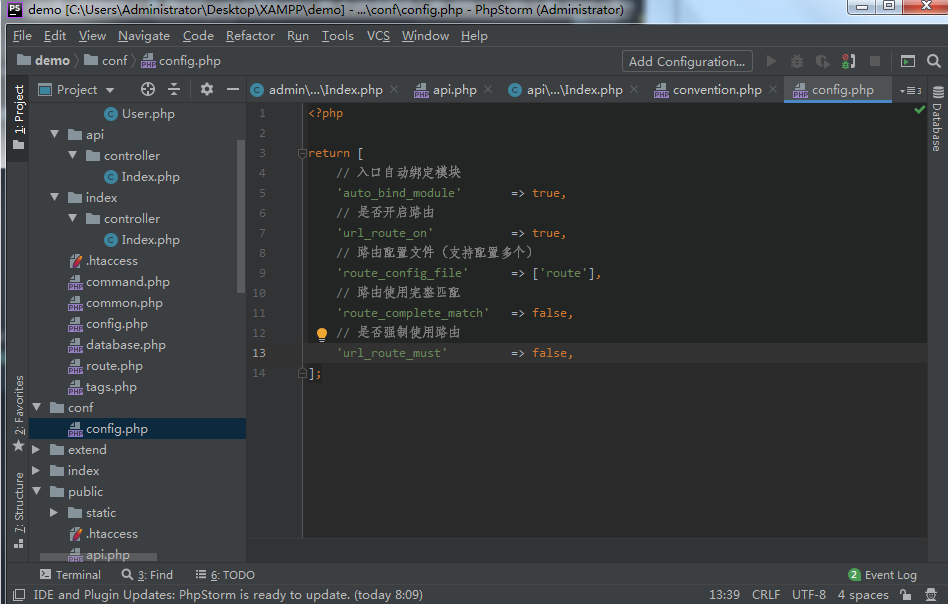 PS demo [C:\Users\Administrator\Desktop\XAMPP\demo] - ...\conf\config.php - PhpStorm (Administrator)
File Edit View Navigate Code Refactor Run Tools VCS Window Help
demo conf config.php Add Configuration...
Project admin\...\Index.php api.php api\...\Index.php convention.php config.php
1: Project
User.php
api
controller
Index.php
index
controller
Index.php
.htaccess
command.php
common.php
config.php
database.php
route.php
tags.php
conf
config.php
extend
index
public
static
.htaccess
api.php
2: Favorites
7: Structure
1 <?php
2
3 return [
4 // 入口自动绑定模块
5 'auto_bind_module' => true,
6 // 是否开启路由
7 'url_route_on' => true,
8 // 路由配置文件（支持配置多个）
9 'route_config_file' => ['route'],
10 // 路由使用完整匹配
11 'route_complete_match' => false,
12 // 是否强制使用路由
13 'url_route_must' => false,
14 ];
Database
Terminal 3: Find 6: TODO 2 Event Log
IDE and Plugin Updates: PhpStorm is ready to update. (today 8:09) 13:39 CRLF UTF-8 4 spaces